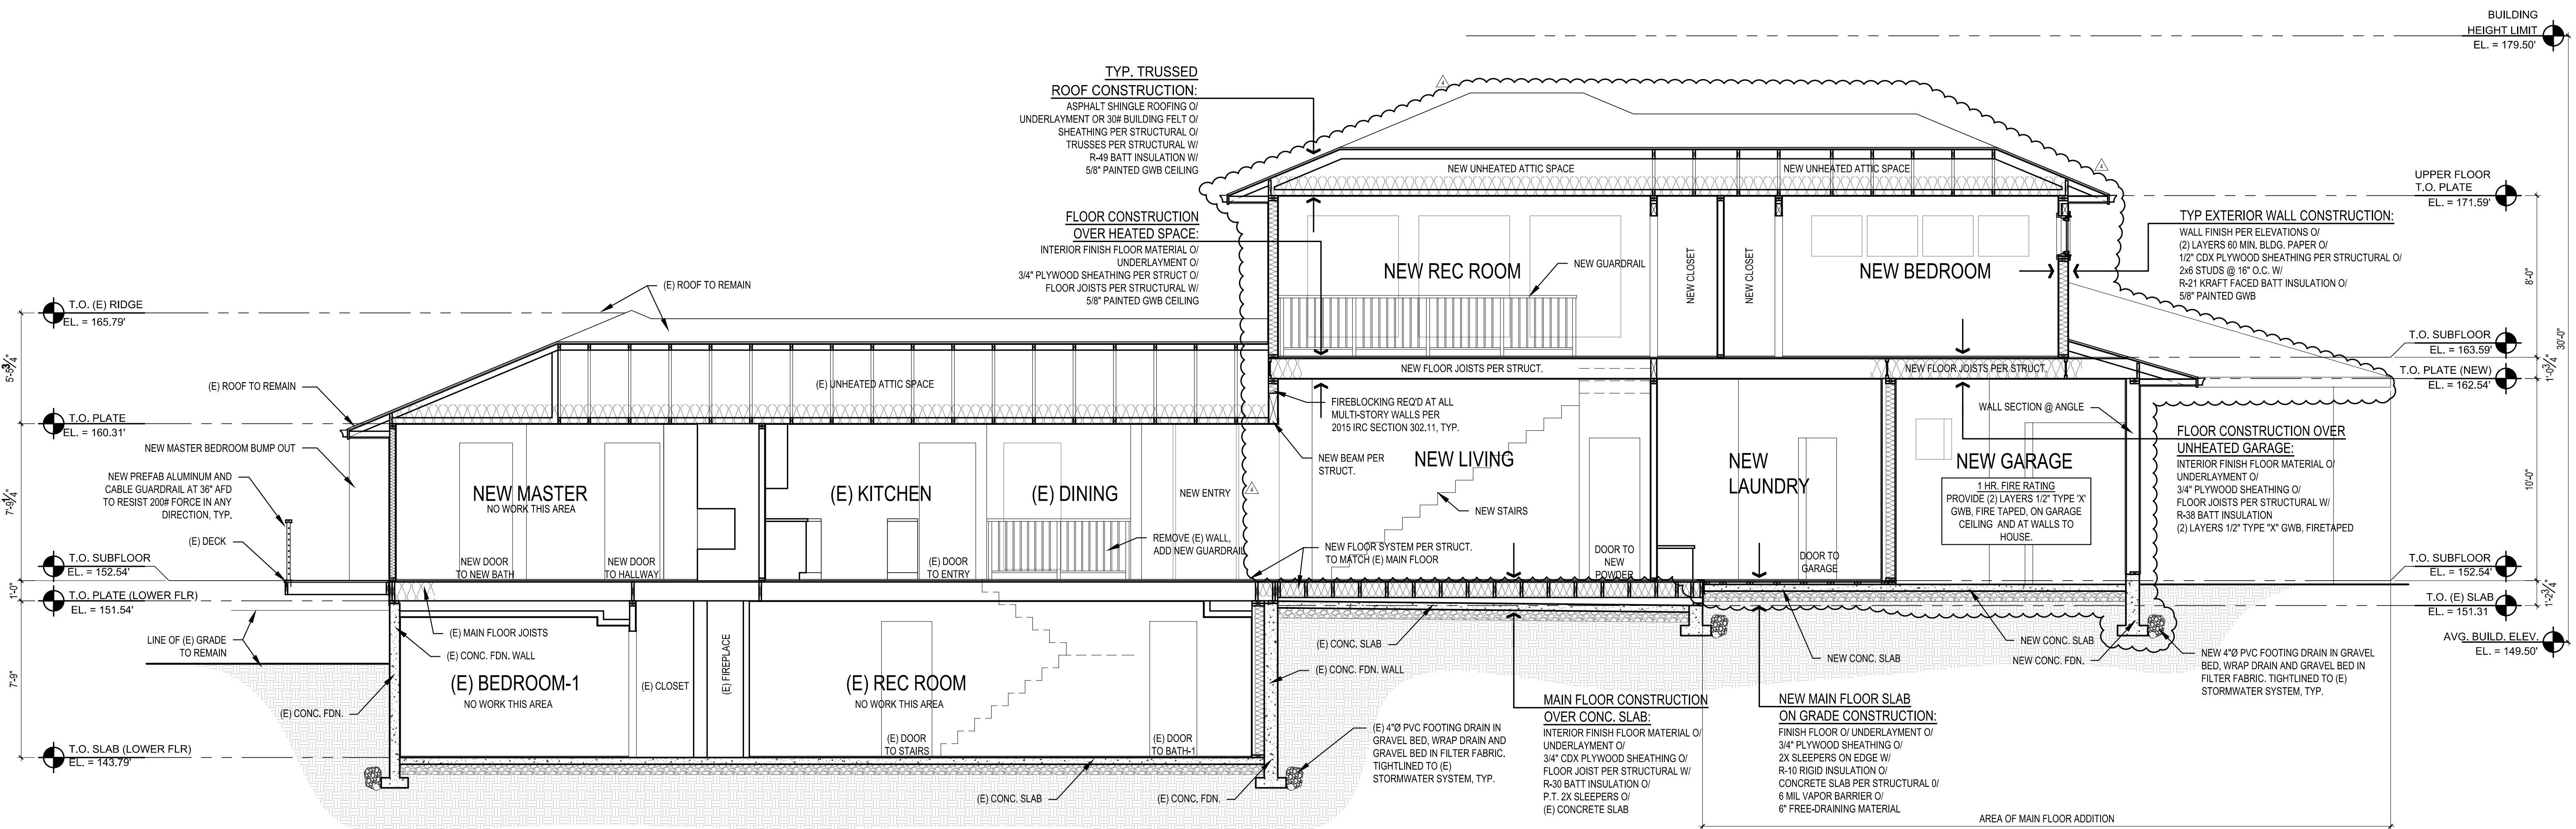 BUILDING
HEIGHT LIMIT
EL. = 179.50'
TYP. TRUSSED
ROOF CONSTRUCTION:
ASPHALT SHINGLE ROOFING O/
UNDERLAYMENT OR 30# BUILDING FELT O/
SHEATHING PER STRUCTURAL O/
TRUSSES PER STRUCTURAL W/
R-49 BATT INSULATION W/
5/8" PAINTED GWB CEILING
4
4
NEW UNHEATED ATTIC SPACE
NEW UNHEATED ATTIC SPACE
UPPER FLOOR
T.O. PLATE
EL. = 171.59'
FLOOR CONSTRUCTION
OVER HEATED SPACE:
INTERIOR FINISH FLOOR MATERIAL O/
UNDERLAYMENT O/
3/4" PLYWOOD SHEATHING PER STRUCT O/
FLOOR JOISTS PER STRUCTURAL W/
5/8" PAINTED GWB CEILING
NEW REC ROOM
NEW GUARDRAIL
NEW CLOSET
NEW CLOSET
NEW BEDROOM
TYP EXTERIOR WALL CONSTRUCTION:
WALL FINISH PER ELEVATIONS O/
(2) LAYERS 60 MIN. BLDG. PAPER O/
1/2" CDX PLYWOOD SHEATHING PER STRUCTURAL O/
2x6 STUDS @ 16" O.C. W/
R-21 KRAFT FACED BATT INSULATION O/
5/8" PAINTED GWB
8'-0"
30'-0"
(E) ROOF TO REMAIN
T.O. (E) RIDGE
EL. = 165.79'
5'-5 3/4"
(E) ROOF TO REMAIN
(E) UNHEATED ATTIC SPACE
NEW FLOOR JOISTS PER STRUCT.
NEW FLOOR JOISTS PER STRUCT.
T.O. SUBFLOOR
EL. = 163.59'
T.O. PLATE (NEW)
EL. = 162.54'
1'-0 3/4"
T.O. PLATE
EL. = 160.31'
NEW MASTER BEDROOM BUMP OUT
NEW PREFAB ALUMINUM AND
CABLE GUARDRAIL AT 36" AFD
TO RESIST 200# FORCE IN ANY
DIRECTION, TYP.
(E) DECK
7'-9 1/4"
NEW MASTER
NO WORK THIS AREA
NEW DOOR
TO NEW BATH
NEW DOOR
TO HALLWAY
(E) KITCHEN
(E) DOOR
TO ENTRY
(E) DINING
NEW ENTRY
4
REMOVE (E) WALL,
ADD NEW GUARDRAIL
FIREBLOCKING REQ'D AT ALL
MULTI-STORY WALLS PER
2015 IRC SECTION 302.11, TYP.
NEW BEAM PER
STRUCT.
NEW LIVING
NEW STAIRS
NEW FLOOR SYSTEM PER STRUCT.
TO MATCH (E) MAIN FLOOR
DOOR TO
NEW
POWDER
NEW
LAUNDRY
DOOR TO
GARAGE
WALL SECTION @ ANGLE
NEW GARAGE
1 HR. FIRE RATING
PROVIDE (2) LAYERS 1/2" TYPE 'X'
GWB, FIRE TAPED, ON GARAGE
CEILING AND AT WALLS TO
HOUSE.
FLOOR CONSTRUCTION OVER
UNHEATED GARAGE:
INTERIOR FINISH FLOOR MATERIAL O/
UNDERLAYMENT O/
3/4" PLYWOOD SHEATHING O/
FLOOR JOISTS PER STRUCTURAL W/
R-38 BATT INSULATION
(2) LAYERS 1/2" TYPE "X" GWB, FIRETAPED
10'-0"
T.O. SUBFLOOR
EL. = 152.54'
T.O. SUBFLOOR
EL. = 152.54'
1'-0"
T.O. PLATE (LOWER FLR)
EL. = 151.54'
T.O. (E) SLAB
EL. = 151.31
1'-2 3/4"
AVG. BUILD. ELEV.
EL. = 149.50'
LINE OF (E) GRADE
TO REMAIN
(E) MAIN FLOOR JOISTS
(E) CONC. FDN. WALL
(E) BEDROOM-1
NO WORK THIS AREA
(E) CLOSET
(E) FIREPLACE
(E) REC ROOM
NO WORK THIS AREA
(E) DOOR
TO STAIRS
(E) DOOR
TO BATH-1
(E) CONC. SLAB
(E) CONC. FDN. WALL
NEW CONC. SLAB
NEW CONC. SLAB
NEW CONC. FDN.
NEW 4"Ø PVC FOOTING DRAIN IN GRAVEL
BED, WRAP DRAIN AND GRAVEL BED IN
FILTER FABRIC. TIGHTLINED TO (E)
STORMWATER SYSTEM, TYP.
7'-9"
(E) CONC. FDN.
T.O. SLAB (LOWER FLR)
EL. = 143.79'
(E) CONC. SLAB
(E) CONC. FDN.
(E) 4"Ø PVC FOOTING DRAIN IN
GRAVEL BED, WRAP DRAIN AND
GRAVEL BED IN FILTER FABRIC.
TIGHTLINED TO (E)
STORMWATER SYSTEM, TYP.
MAIN FLOOR CONSTRUCTION
OVER CONC. SLAB:
INTERIOR FINISH FLOOR MATERIAL O/
UNDERLAYMENT O/
3/4" CDX PLYWOOD SHEATHING O/
FLOOR JOIST PER STRUCTURAL W/
R-30 BATT INSULATION O/
P.T. 2X SLEEPERS O/
(E) CONCRETE SLAB
NEW MAIN FLOOR SLAB
ON GRADE CONSTRUCTION:
FINISH FLOOR O/ UNDERLAYMENT O/
3/4" PLYWOOD SHEATHING O/
2X SLEEPERS ON EDGE W/
R-10 RIGID INSULATION O/
CONCRETE SLAB PER STRUCTURAL 0/
6 MIL VAPOR BARRIER O/
6" FREE-DRAINING MATERIAL
AREA OF MAIN FLOOR ADDITION